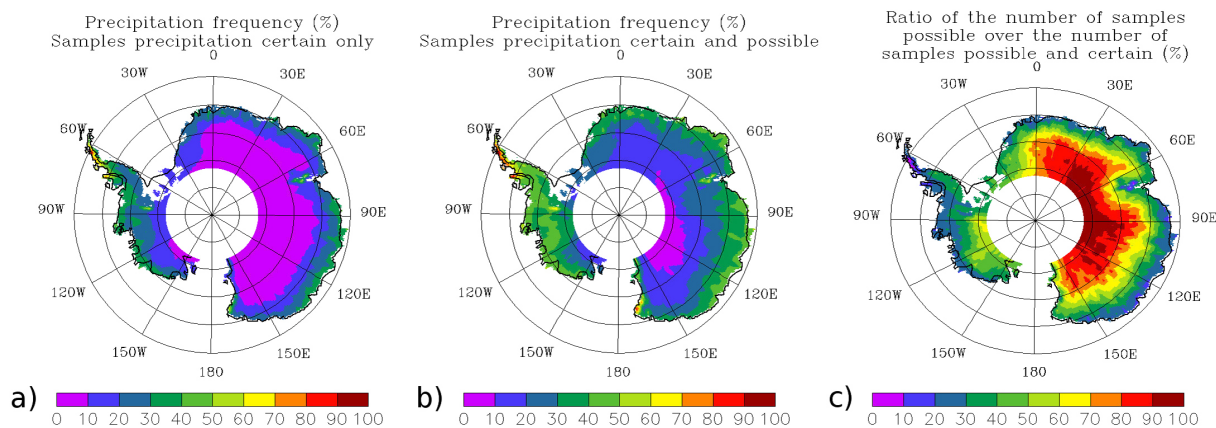 Precipitation frequency (%)
Samples precipitation certain only
0
30W
30E
60W
60E
90W
90E
120W
120E
150W
150E
180
a)
0 10 20 30 40 50 60 70 80 90 100
Precipitation frequency (%)
Samples precipitation certain and possible
0
30W
30E
60W
60E
90W
90E
120W
120E
150W
150E
180
b)
0 10 20 30 40 50 60 70 80 90 100
Ratio of the number of samples
possible over the number of
samples possible and certain (%)
0
30W
30E
60W
60E
90W
90E
120W
120E
150W
150E
180
c)
0 10 20 30 40 50 60 70 80 90 100